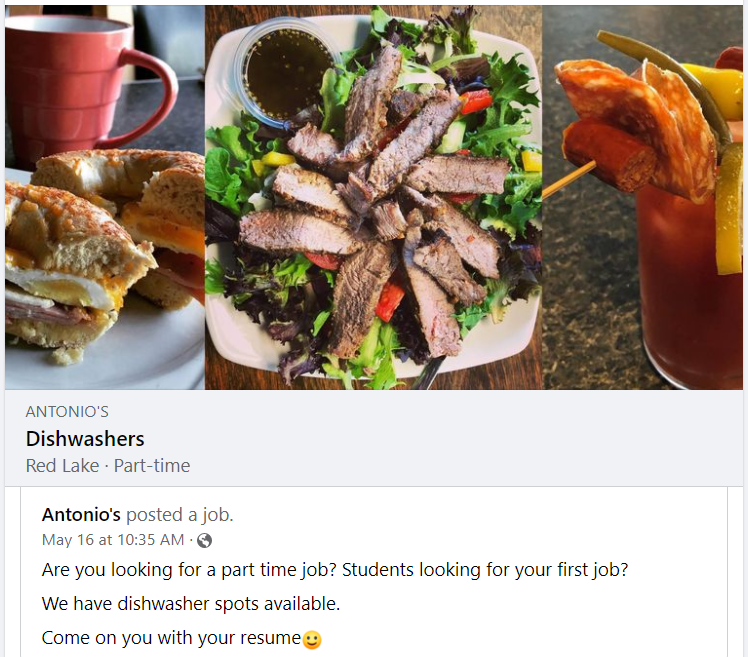 ANTONIO'S
Dishwashers
Red Lake · Part-time
Antonio's posted a job.
May 16 at 10:35 AM ·
Are you looking for a part time job? Students looking for your first job?
We have dishwasher spots available.
Come on you with your resume🙂